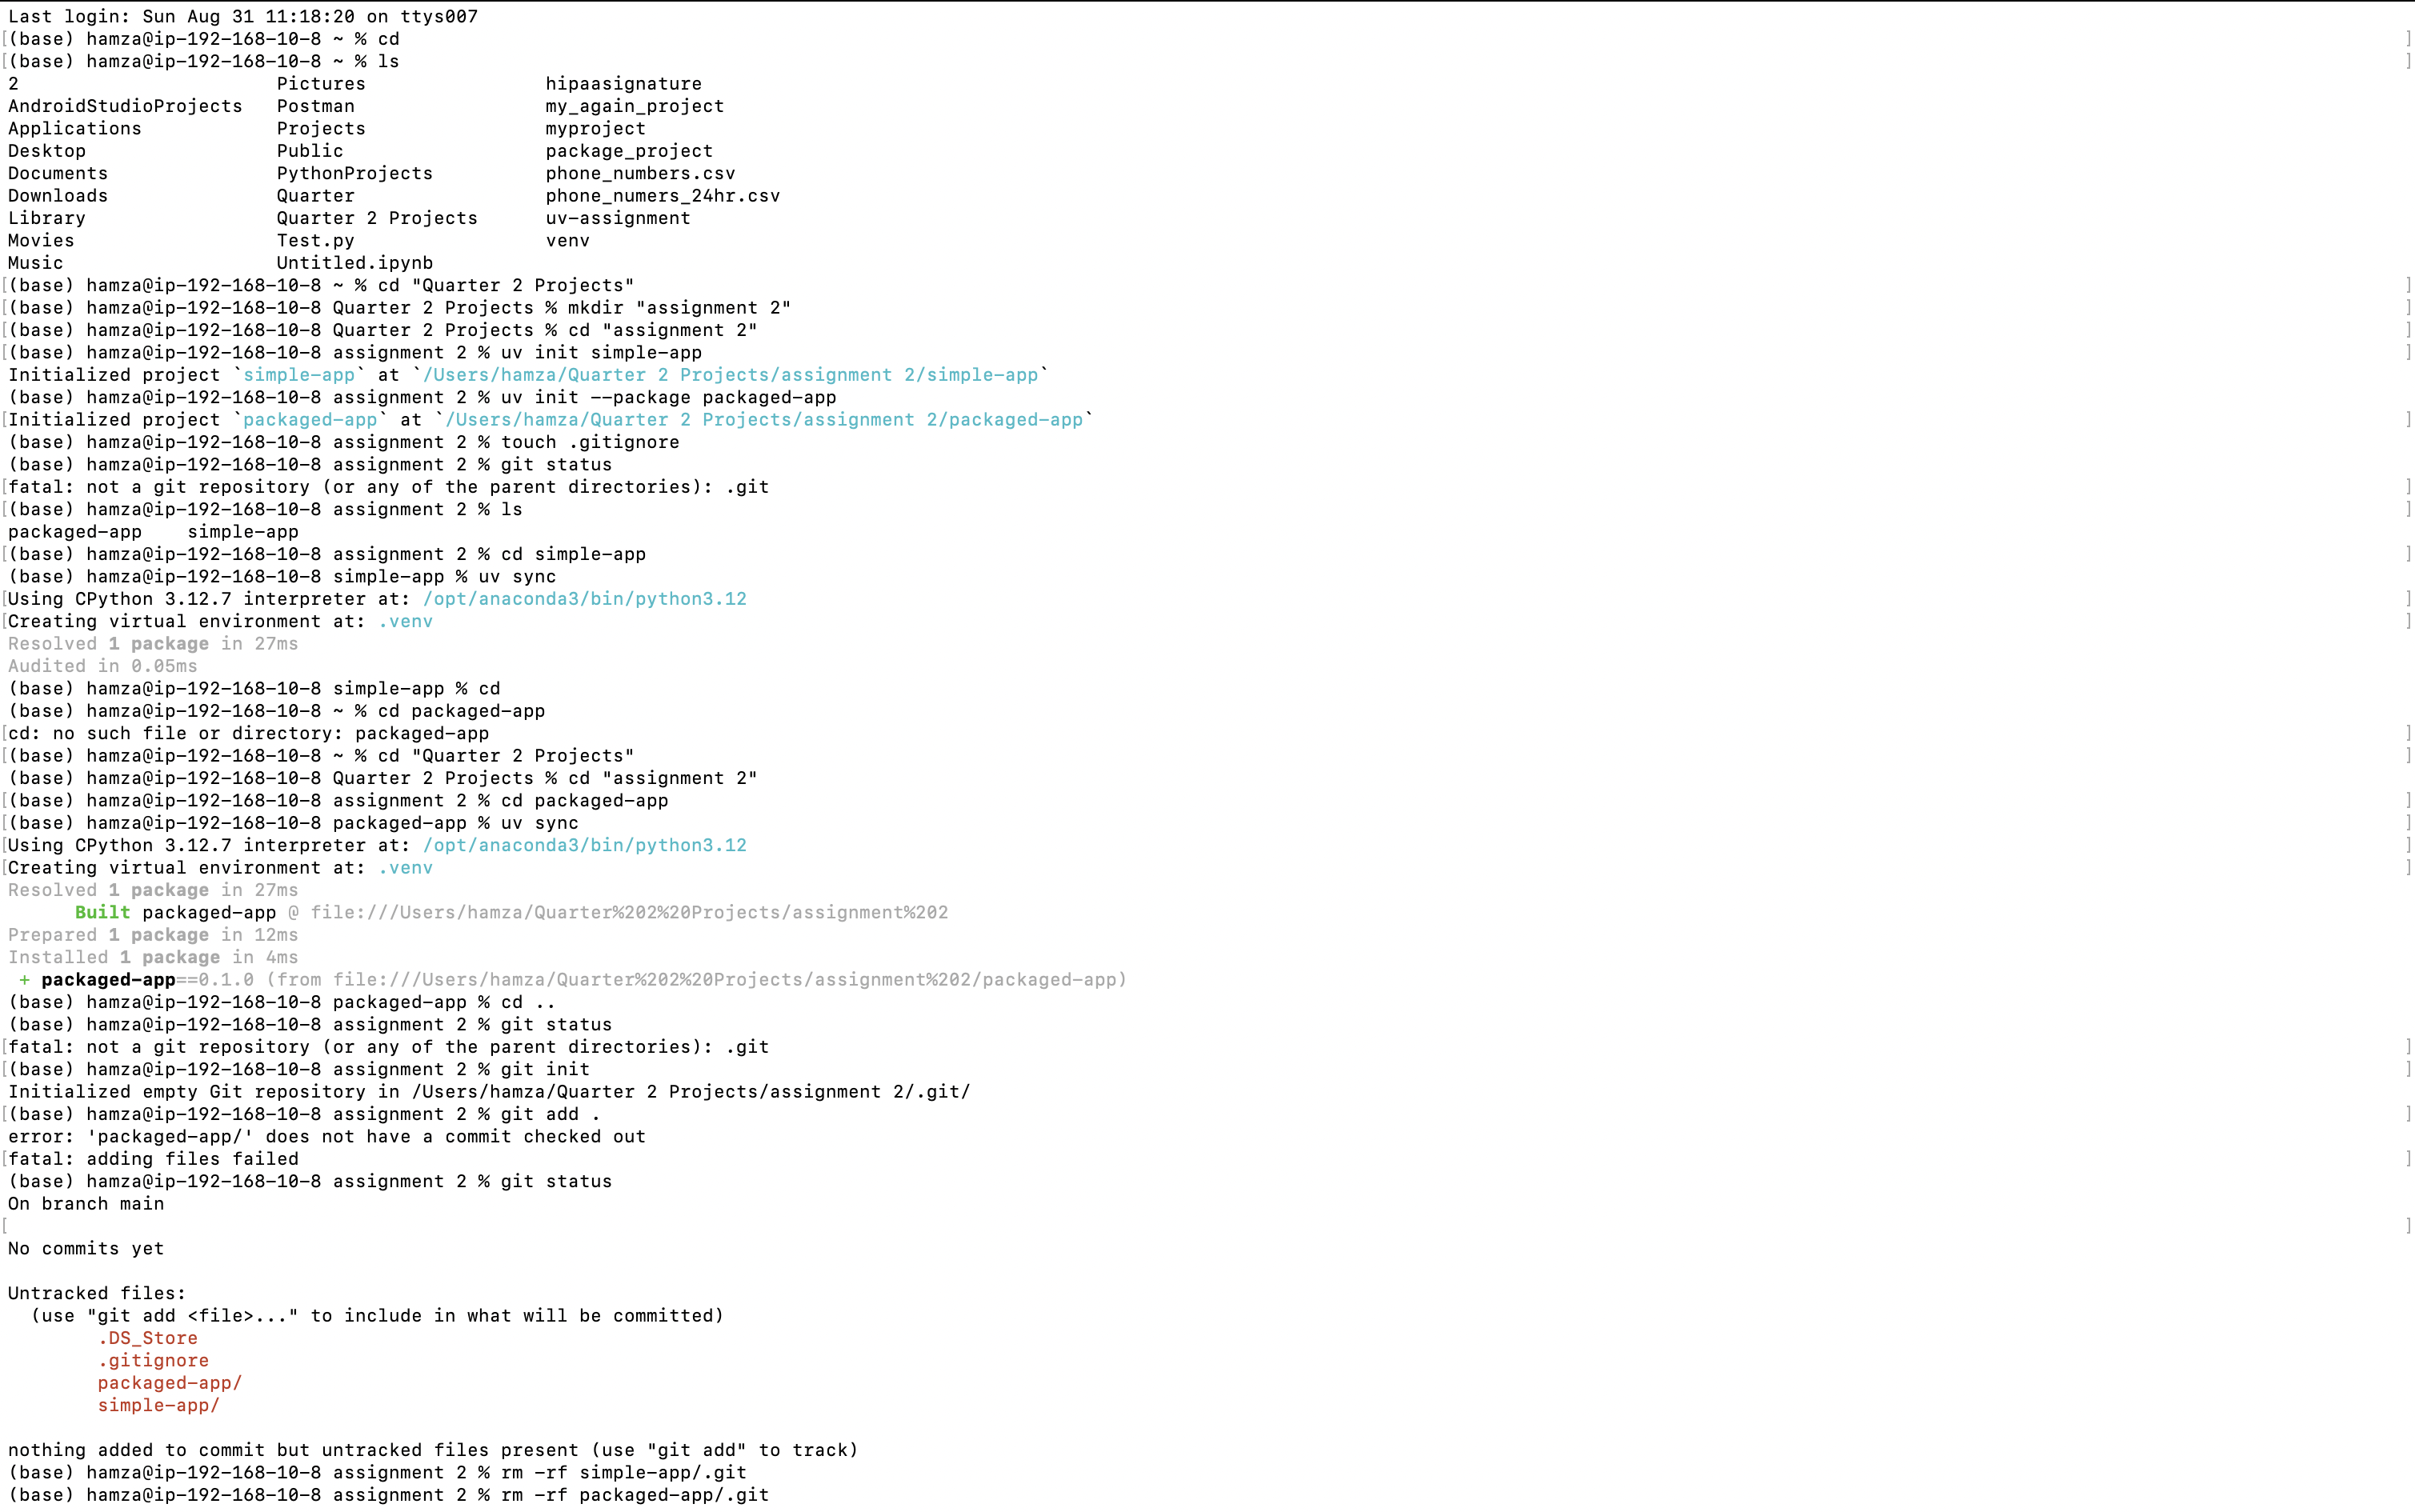 Last login: Sun Aug 31 11:18:20 on ttys007
[(base) hamza@ip-192-168-10-8 ~ % cd ]
[(base) hamza@ip-192-168-10-8 ~ % ls ]
2 Pictures hipaasignature
AndroidStudioProjects Postman my_again_project
Applications Projects myproject
Desktop Public package_project
Documents PythonProjects phone_numbers.csv
Downloads Quarter phone_numers_24hr.csv
Library Quarter 2 Projects uv-assignment
Movies Test.py venv
Music Untitled.ipynb
[(base) hamza@ip-192-168-10-8 ~ % cd "Quarter 2 Projects" ]
[(base) hamza@ip-192-168-10-8 Quarter 2 Projects % mkdir "assignment 2" ]
[(base) hamza@ip-192-168-10-8 Quarter 2 Projects % cd "assignment 2" ]
[(base) hamza@ip-192-168-10-8 assignment 2 % uv init simple-app ]
Initialized project `simple-app` at `/Users/hamza/Quarter 2 Projects/assignment 2/simple-app`
(base) hamza@ip-192-168-10-8 assignment 2 % uv init --package packaged-app
[Initialized project `packaged-app` at `/Users/hamza/Quarter 2 Projects/assignment 2/packaged-app` ]
(base) hamza@ip-192-168-10-8 assignment 2 % touch .gitignore
(base) hamza@ip-192-168-10-8 assignment 2 % git status
[fatal: not a git repository (or any of the parent directories): .git ]
[(base) hamza@ip-192-168-10-8 assignment 2 % ls ]
packaged-app simple-app
[(base) hamza@ip-192-168-10-8 assignment 2 % cd simple-app ]
(base) hamza@ip-192-168-10-8 simple-app % uv sync
[Using CPython 3.12.7 interpreter at: /opt/anaconda3/bin/python3.12 ]
[Creating virtual environment at: .venv ]
Resolved 1 package in 27ms
Audited in 0.05ms
(base) hamza@ip-192-168-10-8 simple-app % cd
(base) hamza@ip-192-168-10-8 ~ % cd packaged-app
[cd: no such file or directory: packaged-app ]
[(base) hamza@ip-192-168-10-8 ~ % cd "Quarter 2 Projects" ]
(base) hamza@ip-192-168-10-8 Quarter 2 Projects % cd "assignment 2"
[(base) hamza@ip-192-168-10-8 assignment 2 % cd packaged-app ]
[(base) hamza@ip-192-168-10-8 packaged-app % uv sync ]
[Using CPython 3.12.7 interpreter at: /opt/anaconda3/bin/python3.12 ]
[Creating virtual environment at: .venv ]
Resolved 1 package in 27ms
Built packaged-app @ file:///Users/hamza/Quarter%202%20Projects/assignment%202
Prepared 1 package in 12ms
Installed 1 package in 4ms
+ packaged-app==0.1.0 (from file:///Users/hamza/Quarter%202%20Projects/assignment%202/packaged-app)
(base) hamza@ip-192-168-10-8 packaged-app % cd ..
(base) hamza@ip-192-168-10-8 assignment 2 % git status
[fatal: not a git repository (or any of the parent directories): .git ]
[(base) hamza@ip-192-168-10-8 assignment 2 % git init ]
Initialized empty Git repository in /Users/hamza/Quarter 2 Projects/assignment 2/.git/
[(base) hamza@ip-192-168-10-8 assignment 2 % git add . ]
error: 'packaged-app/' does not have a commit checked out
[fatal: adding files failed ]
(base) hamza@ip-192-168-10-8 assignment 2 % git status
On branch main
[ ]
No commits yet
Untracked files:
(use "git add <file>..." to include in what will be committed)
.DS_Store
.gitignore
packaged-app/
simple-app/
nothing added to commit but untracked files present (use "git add" to track)
(base) hamza@ip-192-168-10-8 assignment 2 % rm -rf simple-app/.git
(base) hamza@ip-192-168-10-8 assignment 2 % rm -rf packaged-app/.git